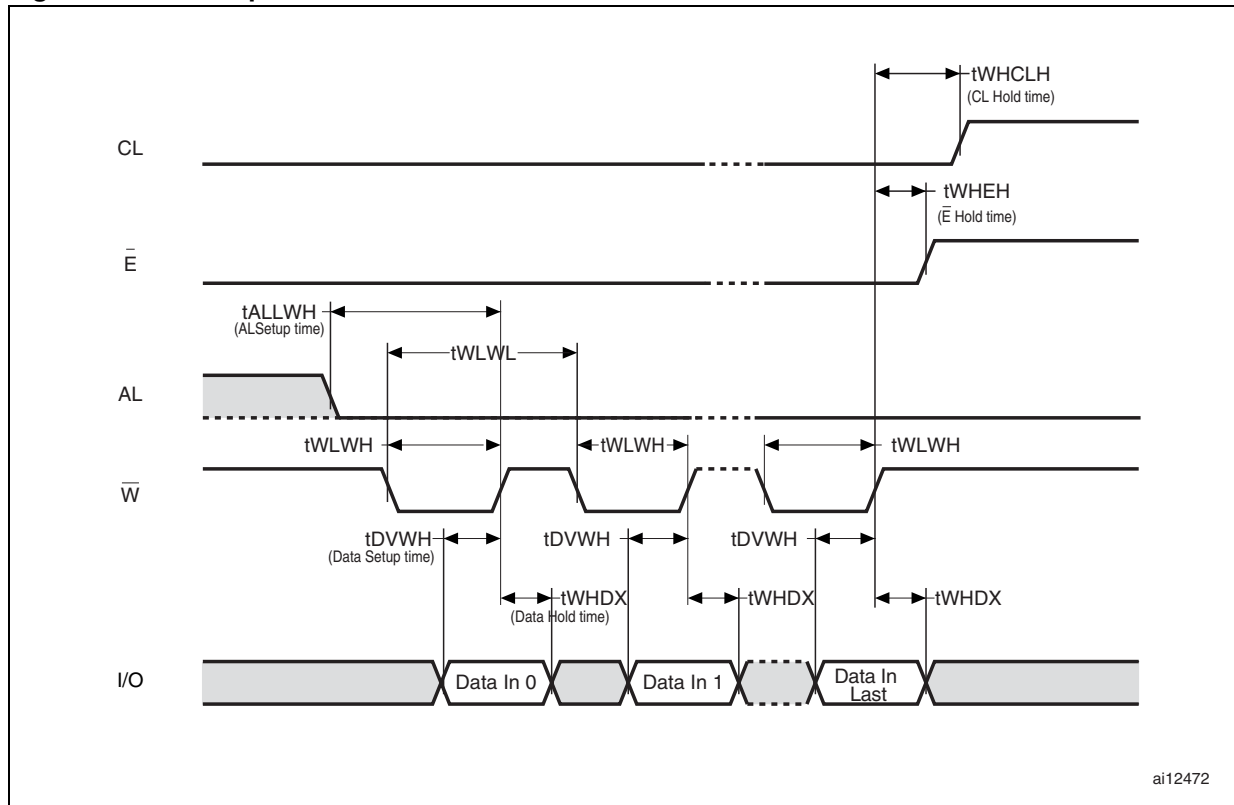 tWHCLH
(CL Hold time)
CL
tWHEH
(E̅ Hold time)
E̅
tALLWH
(ALSetup time)
tWLWL
AL
tWLWH
tWLWH
tWLWH
W̅
tDVWH
(Data Setup time)
tDVWH
tDVWH
tWHDX
(Data Hold time)
tWHDX
tWHDX
I/O
Data In 0
Data In 1
Data In
Last
ai12472